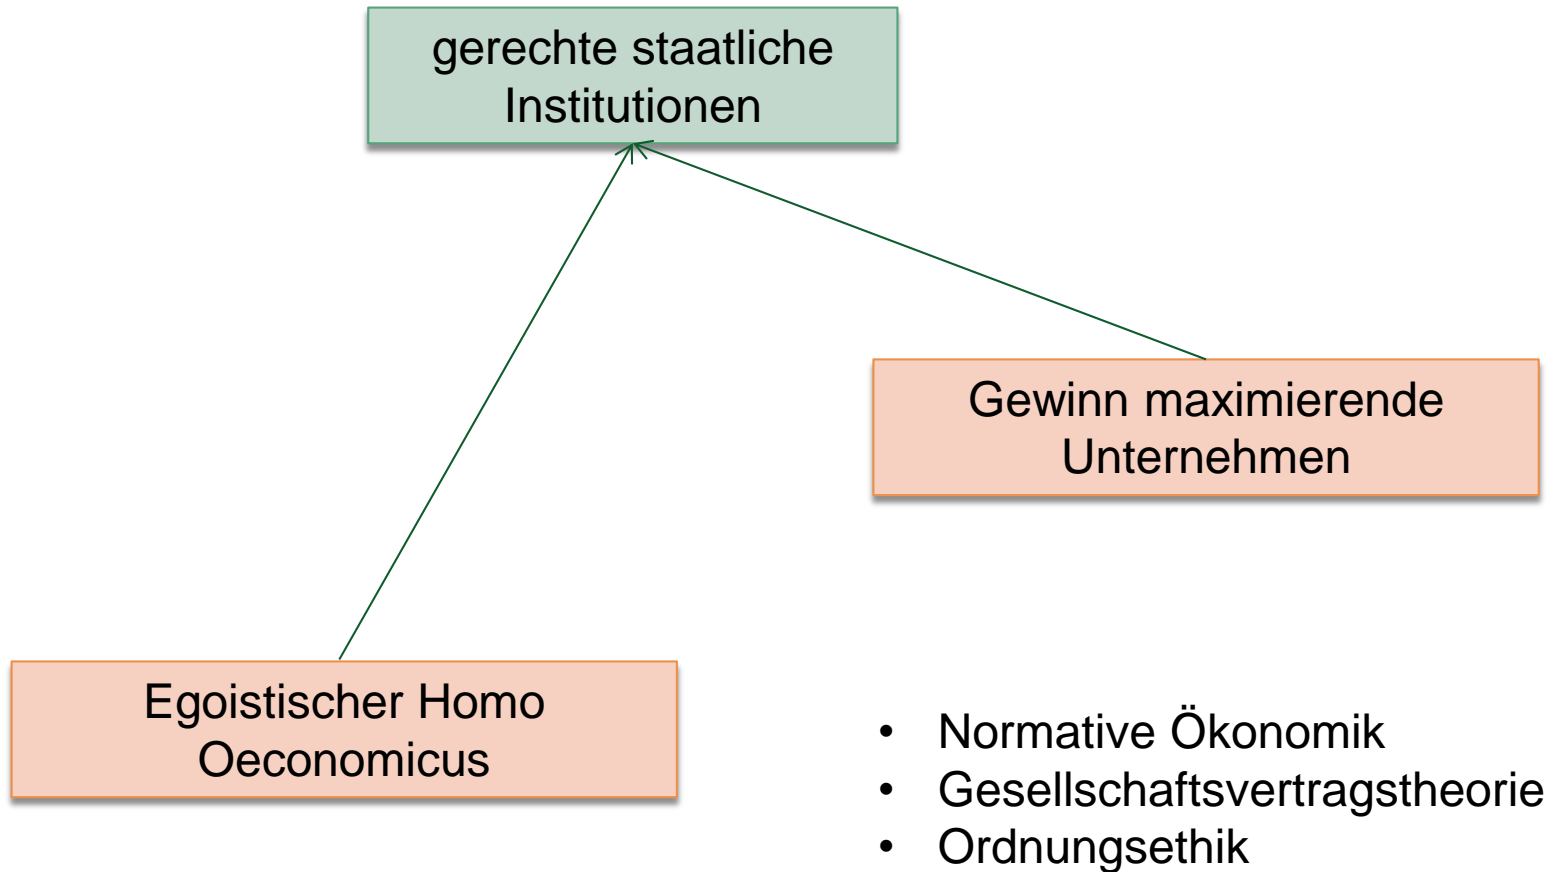 gerechte staatliche
Institutionen
Gewinn maximierende
Unternehmen
Egoistischer Homo
Oeconomicus
• Normative Ökonomik
• Gesellschaftsvertragstheorie
• Ordnungsethik